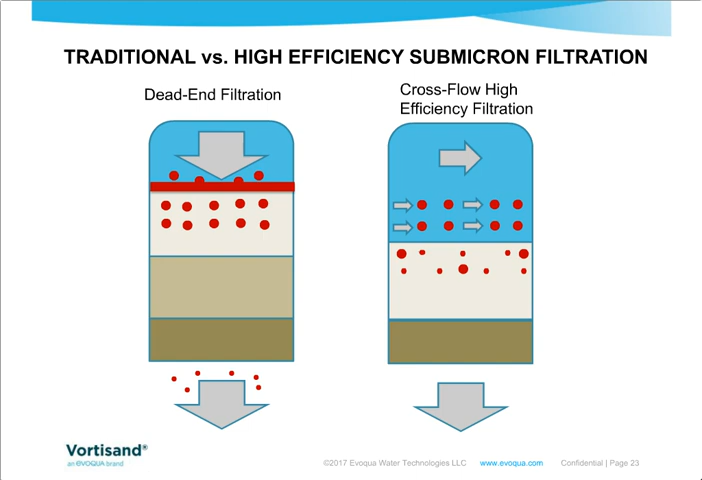 TRADITIONAL vs. HIGH EFFICIENCY SUBMICRON FILTRATION
Dead-End Filtration
Cross-Flow High
Efficiency Filtration
Vortisand®
an evoqua brand
©2017 Evoqua Water Technologies LLC www.evoqua.com Confidential | Page 23